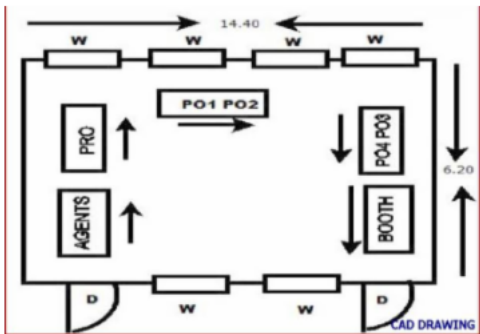 14.40
W W W W
PO1 PO2
PRO
PO4 PO3
6.20
AGENTS
BOOTH
D
W W
D
CAD DRAWING